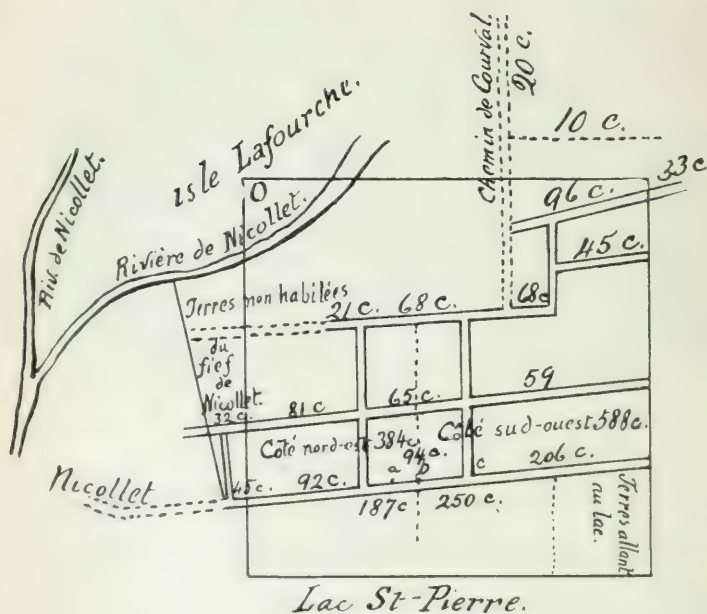 Chemin de Courval.
20 c.
10 c.
isle Lafourche.
O
33 c
96 c.
Riv. de Nicollet.
Rivière de Nicollet.
45 c.
Terres non habitées
21 c.
68 c.
68 c
du
fief
de
Nicollet.
32 c.
81 c
65 c.
59
Côté nord-est 384 c
Côté sud-ouest 588 c.
94 c.
a
b
c
206 c.
Nicollet
45 c.
92 c.
187 c
250 c.
Terres allant
au lac.
Lac St-Pierre.